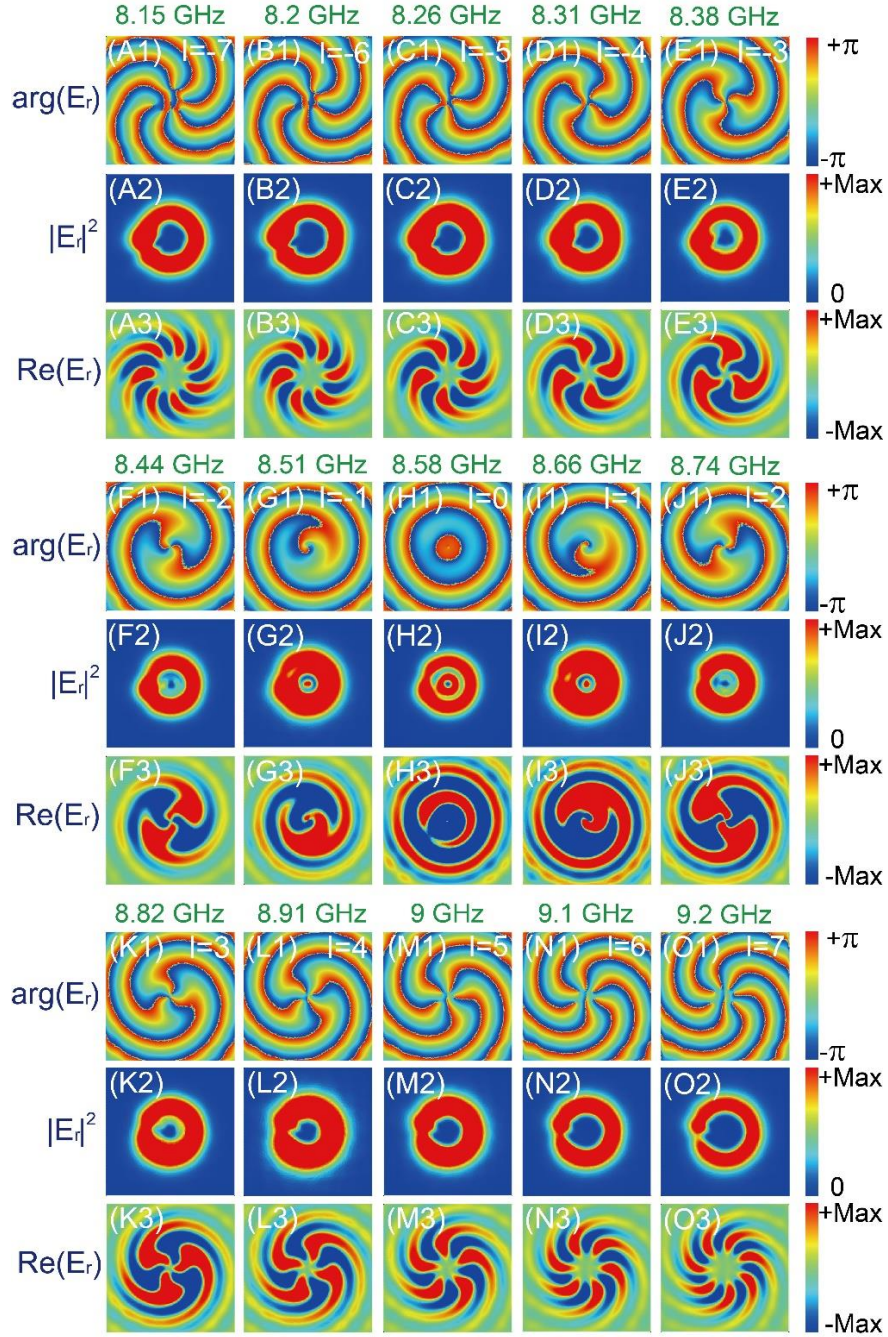 8.15 GHz 8.2 GHz 8.26 GHz 8.31 GHz 8.38 GHz
arg(Er) (A1) l=-7 (B1) l=-6 (C1) l=-5 (D1) l=-4 (E1) l=-3 +π
-π
|Er|2 (A2) (B2) (C2) (D2) (E2) +Max
0
Re(Er) (A3) (B3) (C3) (D3) (E3) +Max
-Max
8.44 GHz 8.51 GHz 8.58 GHz 8.66 GHz 8.74 GHz
arg(Er) (F1) l=-2 (G1) l=-1 (H1) l=0 (I1) l=1 (J1) l=2 +π
-π
|Er|2 (F2) (G2) (H2) (I2) (J2) +Max
0
Re(Er) (F3) (G3) (H3) (I3) (J3) +Max
-Max
8.82 GHz 8.91 GHz 9 GHz 9.1 GHz 9.2 GHz
arg(Er) (K1) l=3 (L1) l=4 (M1) l=5 (N1) l=6 (O1) l=7 +π
-π
|Er|2 (K2) (L2) (M2) (N2) (O2) +Max
0
Re(Er) (K3) (L3) (M3) (N3) (O3) +Max
-Max